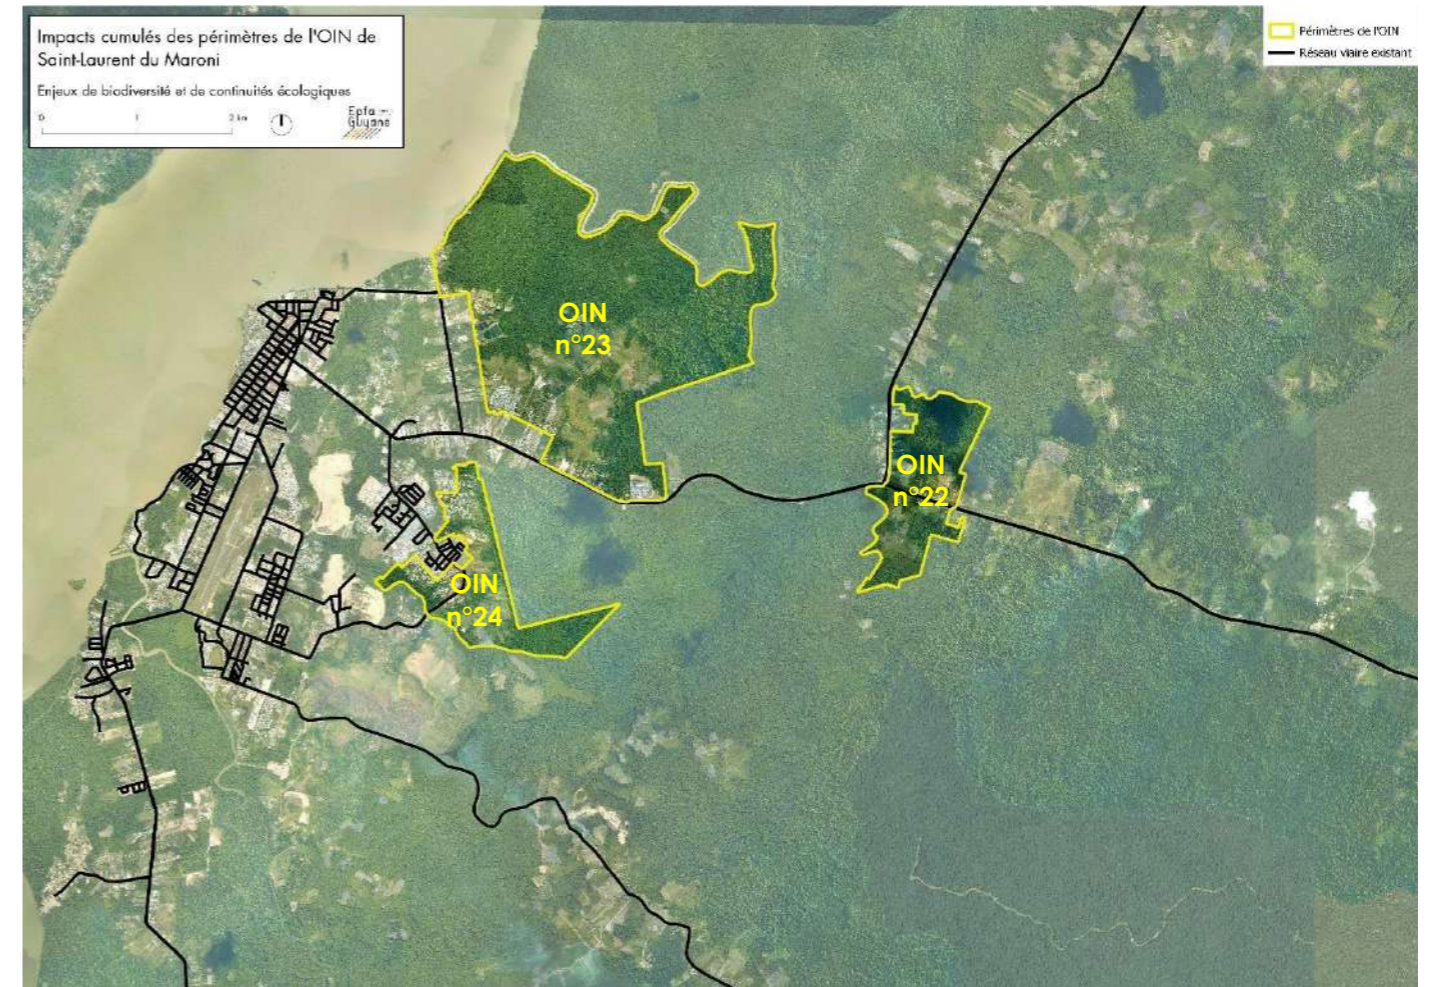 Impacts cumulés des périmètres de l'OIN de
Saint-Laurent du Maroni
Enjeux de biodiversité et de continuités écologiques
0 1 2 km
Epfa
Guyane
Périmètres de l'OIN
Réseau viaire existant
OIN
n°23
OIN
n°22
OIN
n°24